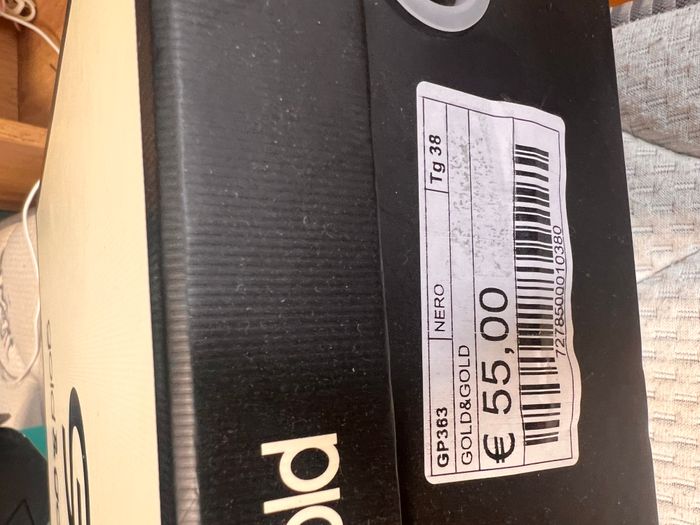 GP363 NERO Tg 38
GOLD&GOLD
€ 55,00
7278500010380
old